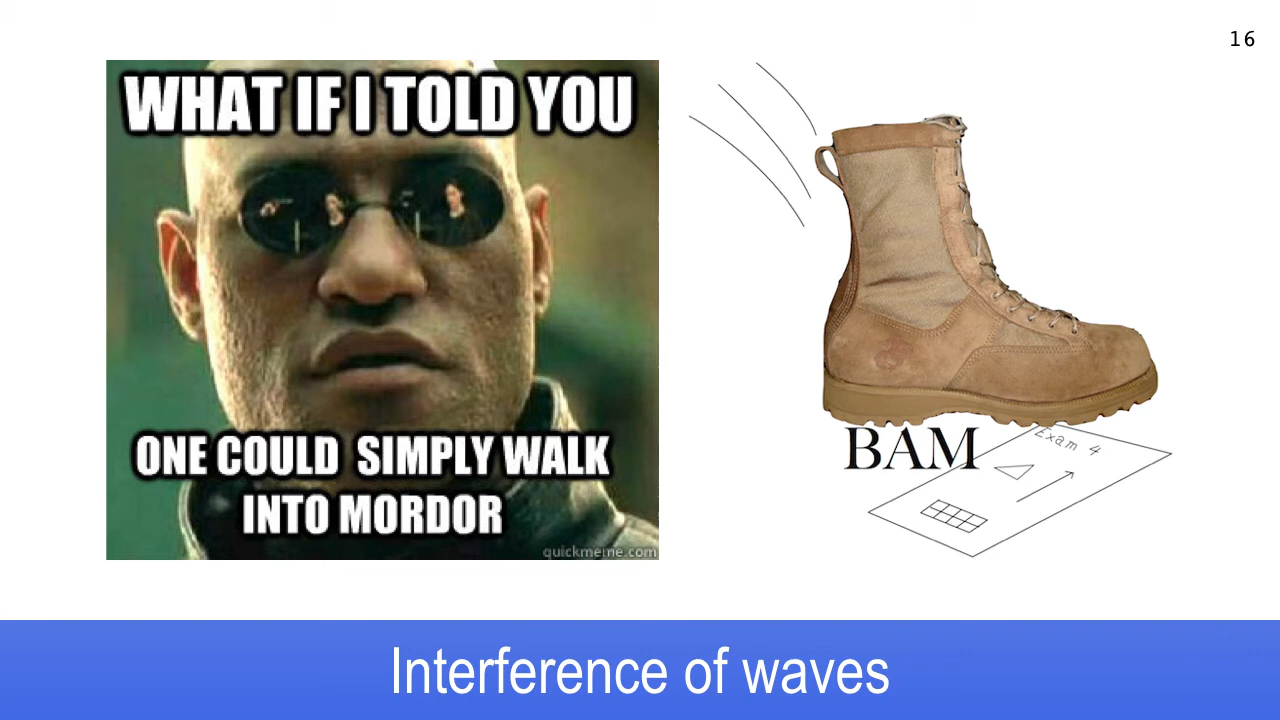 16
WHAT IF I TOLD YOU
ONE COULD SIMPLY WALK
INTO MORDOR
quickmeme.com
BAM
Exam 4
Interference of waves